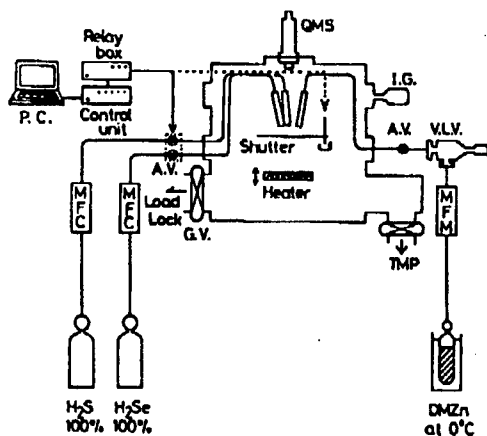 QMS
Relay
box
P. C.
Control
unit
I.G.
A.V.
V.L.V.
Shutter
A.V.
Heater
Load
Lock
G.V.
MFC
MFC
MFM
TMP
H₂S
100%
H₂Se
100%
DMZn
at 0°C